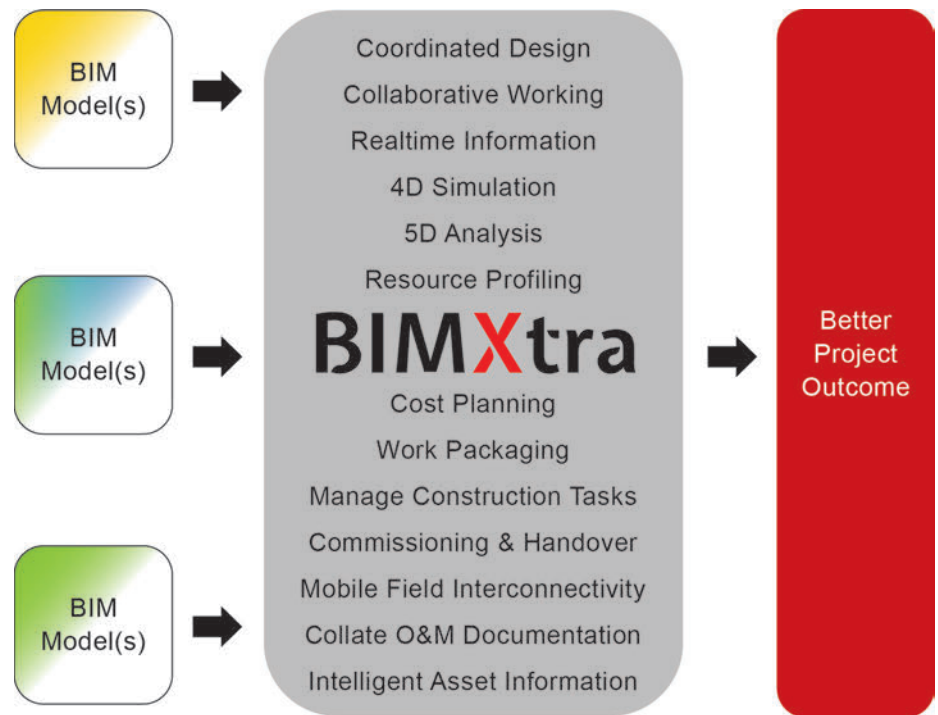 BIM
Model(s)
BIM
Model(s)
BIM
Model(s)
Coordinated Design
Collaborative Working
Realtime Information
4D Simulation
5D Analysis
Resource Profiling
BIMXtra
Cost Planning
Work Packaging
Manage Construction Tasks
Commissioning & Handover
Mobile Field Interconnectivity
Collate O&M Documentation
Intelligent Asset Information
Better
Project
Outcome